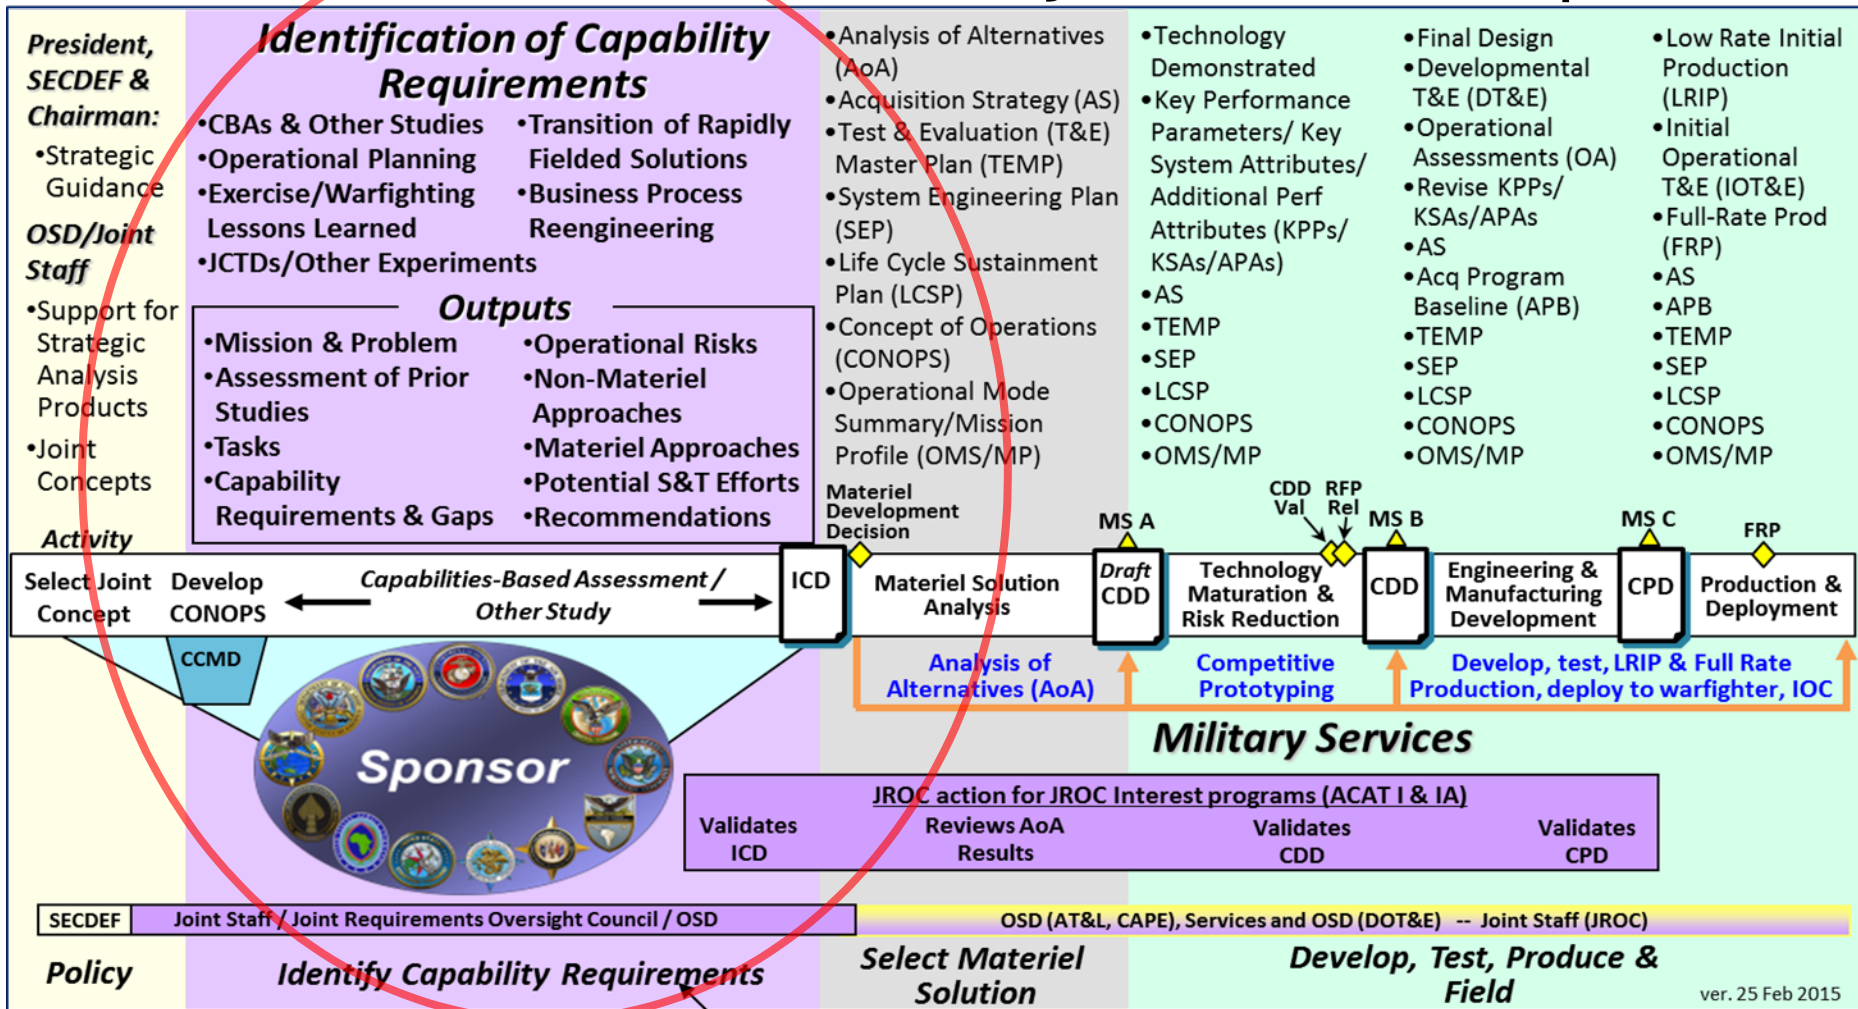 President,
SECDEF &
Chairman:
•Strategic
Guidance
OSD/Joint
Staff
•Support for
Strategic
Analysis
Products
•Joint
Concepts
Activity
Identification of Capability
Requirements
•CBAs & Other Studies
•Operational Planning
•Exercise/Warfighting
Lessons Learned
•JCTDs/Other Experiments
•Transition of Rapidly
Fielded Solutions
•Business Process
Reengineering
Outputs
•Mission & Problem
•Assessment of Prior
Studies
•Tasks
•Capability
Requirements & Gaps
•Operational Risks
•Non-Materiel
Approaches
•Materiel Approaches
•Potential S&T Efforts
•Recommendations
•Analysis of Alternatives
(AoA)
•Acquisition Strategy (AS)
•Test & Evaluation (T&E)
Master Plan (TEMP)
•System Engineering Plan
(SEP)
•Life Cycle Sustainment
Plan (LCSP)
•Concept of Operations
(CONOPS)
•Operational Mode
Summary/Mission
Profile (OMS/MP)
Materiel
Development
Decision
•Technology
Demonstrated
•Key Performance
Parameters/ Key
System Attributes/
Additional Perf
Attributes (KPPs/
KSAs/APAs)
•AS
•TEMP
•SEP
•LCSP
•CONOPS
•OMS/MP
•Final Design
•Developmental
T&E (DT&E)
•Operational
Assessments (OA)
•Revise KPPs/
KSAs/APAs
•AS
•Acq Program
Baseline (APB)
•TEMP
•SEP
•LCSP
•CONOPS
•OMS/MP
•Low Rate Initial
Production
(LRIP)
•Initial
Operational
T&E (IOT&E)
•Full-Rate Prod
(FRP)
•AS
•APB
•TEMP
•SEP
•LCSP
•CONOPS
•OMS/MP
MS A
CDD
Val
RFP
Rel
MS B
MS C
FRP
Select Joint
Concept
Develop
CONOPS
Capabilities-Based Assessment /
Other Study
ICD
Materiel Solution
Analysis
Draft
CDD
Technology
Maturation &
Risk Reduction
CDD
Engineering &
Manufacturing
Development
CPD
Production &
Deployment
CCMD
Sponsor
Analysis of
Alternatives (AoA)
Competitive
Prototyping
Develop, test, LRIP & Full Rate
Production, deploy to warfighter, IOC
Military Services
JROC action for JROC Interest programs (ACAT I & IA)
Validates
ICD
Reviews AoA
Results
Validates
CDD
Validates
CPD
SECDEF
Joint Staff / Joint Requirements Oversight Council / OSD
OSD (AT&L, CAPE), Services and OSD (DOT&E) -- Joint Staff (JROC)
Policy
Identify Capability Requirements
Select Materiel
Solution
Develop, Test, Produce &
Field
ver. 25 Feb 2015